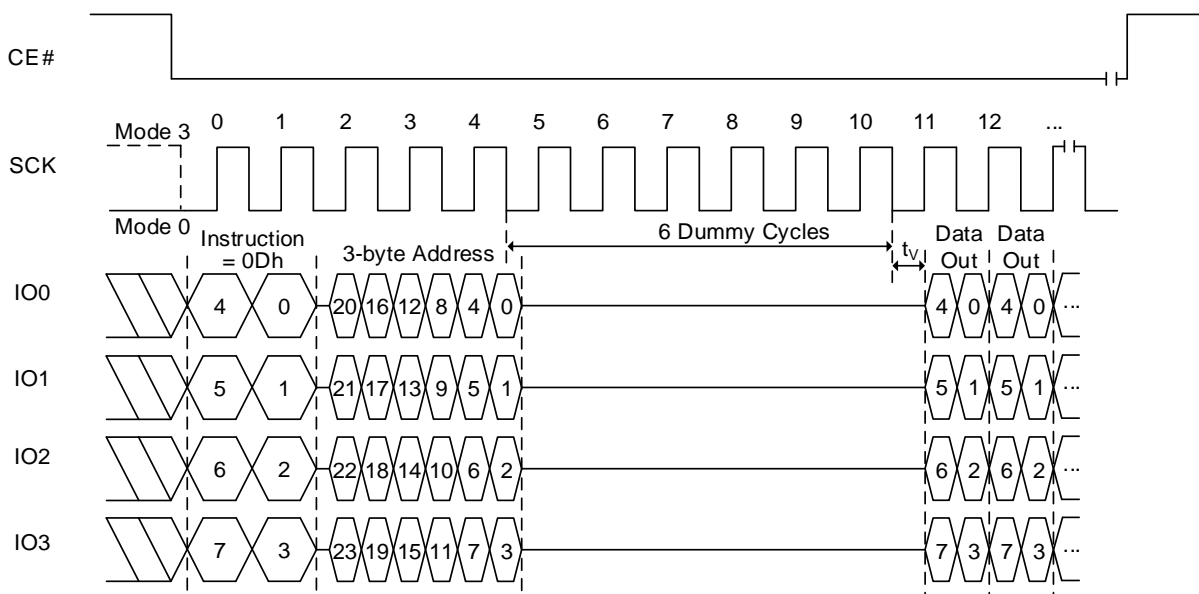 CE#
0 1 2 3 4 5 6 7 8 9 10 11 12 ...
Mode 3
SCK
Mode 0
Instruction
= 0Dh
3-byte Address
6 Dummy Cycles
tV
Data
Out
Data
Out
IO0 4 0 20 16 12 8 4 0 4 0 4 0 ...
IO1 5 1 21 17 13 9 5 1 5 1 5 1 ...
IO2 6 2 22 18 14 10 6 2 6 2 6 2 ...
IO3 7 3 23 19 15 11 7 3 7 3 7 3 ...